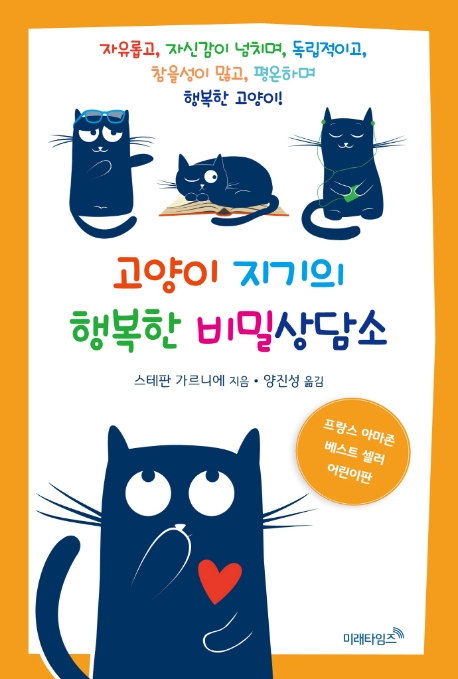 자유롭고, 자신감이 넘치며, 독립적이고,
참을성이 많고, 평온하며
행복한 고양이!
고양이 지기의
행복한 비밀상담소
스테판 가르니에 지음 • 양진성 옮김
프랑스 아마존
베스트 셀러
어린이판
미래타임즈